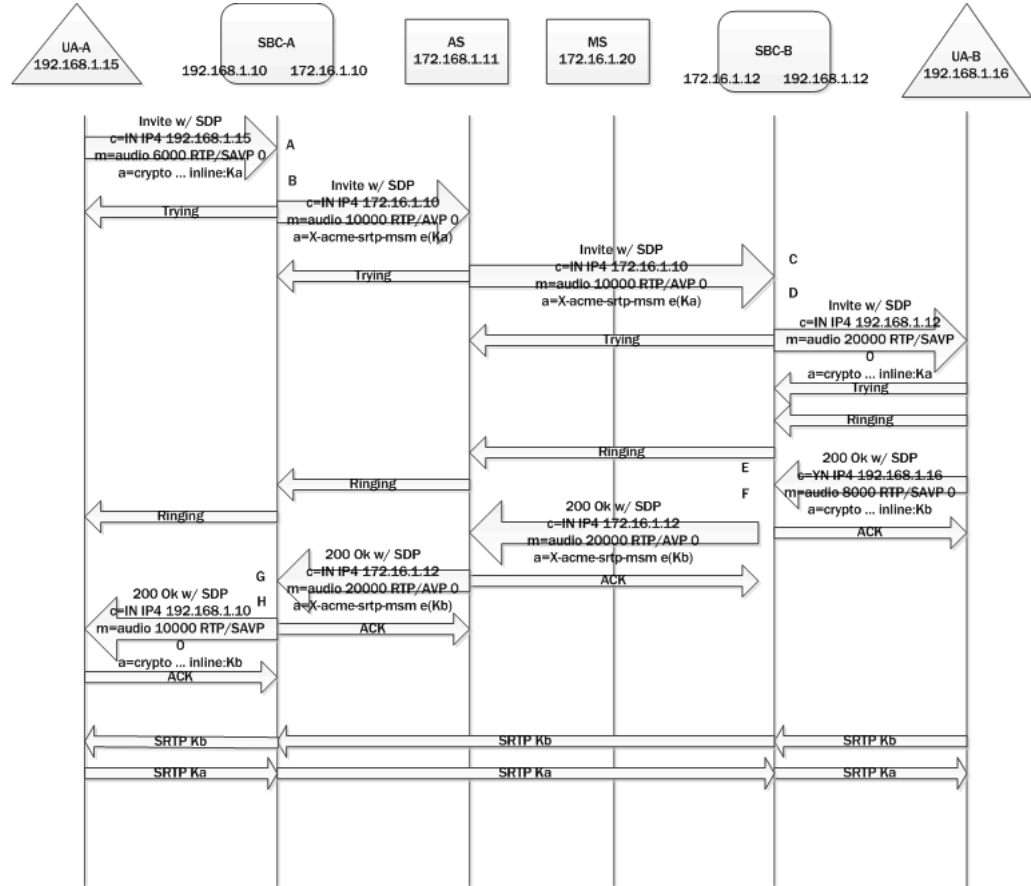 UA-A
192.168.1.15
SBC-A
192.168.1.10 172.16.1.10
AS
172.168.1.11
MS
172.16.1.20
SBC-B
172.16.1.12 192.168.1.12
UA-B
192.168.1.16
Invite w/ SDP
c=IN IP4 192.168.1.15
m=audio 6000 RTP/SAVP 0
a=crypto ... inline:Ka
A
B
Invite w/ SDP
c=IN IP4 172.16.1.10
m=audio 10000 RTP/AVP 0
a=X-acme-srtp-msm e(Ka)
Trying
Invite w/ SDP
c=IN IP4 172.16.1.10
m=audio 10000 RTP/AVP 0
a=X-acme-srtp-msm e(Ka)
Trying
C
D
Invite w/ SDP
c=IN IP4 192.168.1.12
m=audio 20000 RTP/SAVP
0
a=crypto ... inline:Ka
Trying
Trying
Ringing
Ringing
Ringing
Ringing
E
F
200 Ok w/ SDP
c=YN IP4 192.168.1.16
m=audio 8000 RTP/SAVP 0
a=crypto ... inline:Kb
ACK
200 Ok w/ SDP
c=IN IP4 172.16.1.12
m=audio 20000 RTP/AVP 0
a=X-acme-srtp-msm e(Kb)
ACK
200 Ok w/ SDP
c=IN IP4 172.16.1.12
m=audio 20000 RTP/AVP 0
a=X-acme-srtp-msm e(Kb)
ACK
G
H
200 Ok w/ SDP
c=IN IP4 192.168.1.10
m=audio 10000 RTP/SAVP
0
a=crypto ... inline:Kb
ACK
SRTP Kb
SRTP Kb
SRTP Kb
SRTP Ka
SRTP Ka
SRTP Ka